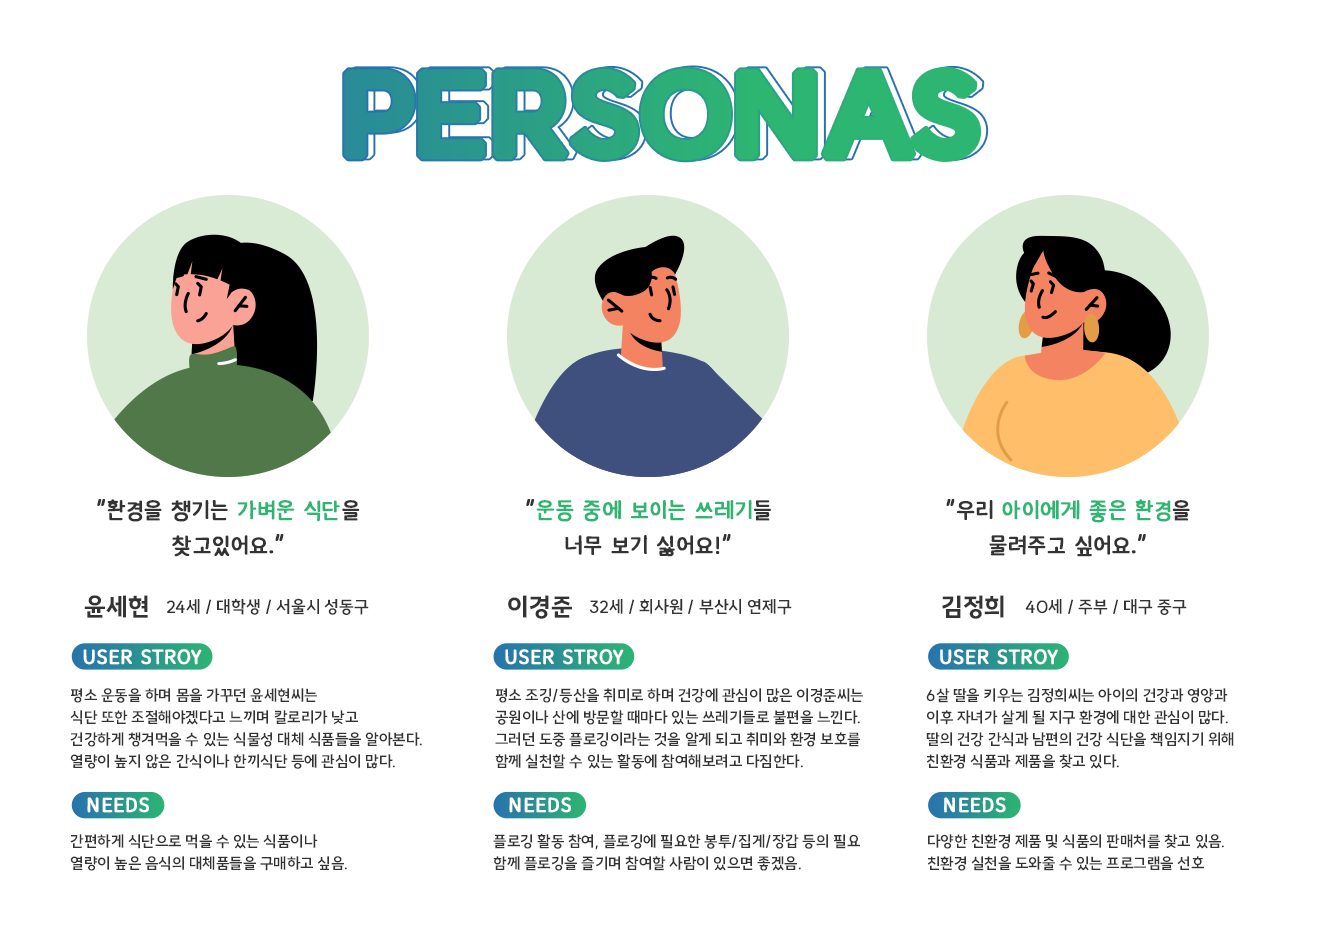 PERSONAS
"환경을 챙기는 가벼운 식단을
찾고있어요."
윤세현 24세 / 대학생 / 서울시 성동구
USER STROY
평소 운동을 하며 몸을 가꾸던 윤세현씨는
식단 또한 조절해야겠다고 느끼며 칼로리가 낮고
건강하게 챙겨먹을 수 있는 식물성 대체 식품들을 알아본다.
열량이 높지 않은 간식이나 한끼식단 등에 관심이 많다.
NEEDS
간편하게 식단으로 먹을 수 있는 식품이나
열량이 높은 음식의 대체품들을 구매하고 싶음.
"운동 중에 보이는 쓰레기들
너무 보기 싫어요!"
이경준 32세 / 회사원 / 부산시 연제구
USER STROY
평소 조깅/등산을 취미로 하며 건강에 관심이 많은 이경준씨는
공원이나 산에 방문할 때마다 있는 쓰레기들로 불편을 느낀다.
그러던 도중 플로깅이라는 것을 알게 되고 취미와 환경 보호를
함께 실천할 수 있는 활동에 참여해보려고 다짐한다.
NEEDS
플로깅 활동 참여, 플로깅에 필요한 봉투/집게/장갑 등의 필요
함께 플로깅을 즐기며 참여할 사람이 있으면 좋겠음.
"우리 아이에게 좋은 환경을
물려주고 싶어요."
김정희 40세 / 주부 / 대구 중구
USER STROY
6살 딸을 키우는 김정희씨는 아이의 건강과 영양과
이후 자녀가 살게 될 지구 환경에 대한 관심이 많다.
딸의 건강 간식과 남편의 건강 식단을 책임지기 위해
친환경 식품과 제품을 찾고 있다.
NEEDS
다양한 친환경 제품 및 식품의 판매처를 찾고 있음.
친환경 실천을 도와줄 수 있는 프로그램을 선호